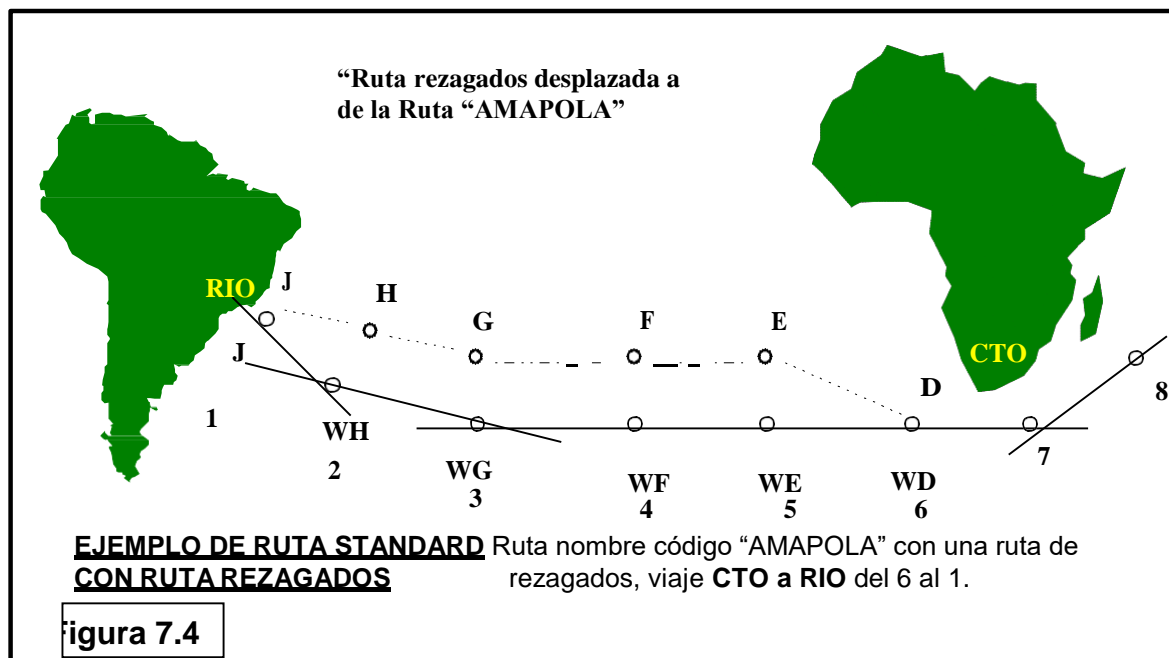 “Ruta rezagados desplazada a
de la Ruta “AMAPOLA”
RIO
J
H
G
F
E
CTO
J
D
8
1
WH
7
2
WG
WF
WE
WD
3
4
5
6
EJEMPLO DE RUTA STANDARD Ruta nombre código “AMAPOLA” con una ruta de
CON RUTA REZAGADOS rezagados, viaje CTO a RIO del 6 al 1.
igura 7.4